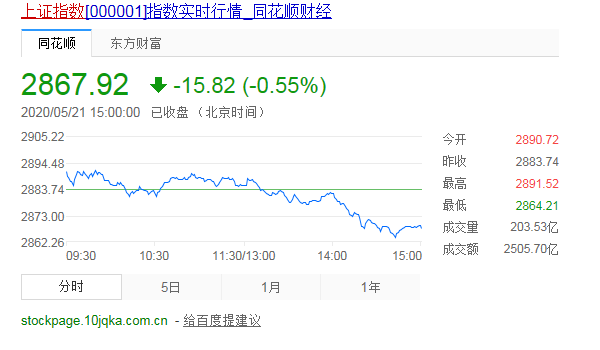 上证指数[000001]指数实时行情_同花顺财经
同花顺 东方财富
2867.92 -15.82 (-0.55%)
2020/05/21 15:00:00 已收盘 （北京时间）
2905.22
2894.48
2883.74
2873.00
2862.26
09:30 10:30 11:30/13:00 14:00 15:00
今开 2890.72
昨收 2883.74
最高 2891.52
最低 2864.21
成交量 203.53亿
成交额 2505.70亿
分时 5日 1月 1年
stockpage.10jqka.com.cn - 给百度提建议